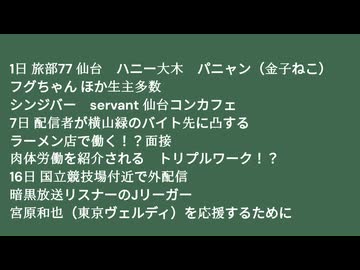 1日 旅部77 仙台　ハニー大木　パニャン（金子ねこ）
フグちゃん ほか生主多数
シンジバー　servant 仙台コンカフェ
7日 配信者が横山緑のバイト先に凸する
ラーメン店で働く！？面接
肉体労働を紹介される　トリプルワーク！？
16日 国立競技場付近で外配信
暗黒放送リスナーのJリーガー
宮原和也（東京ヴェルディ）を応援するために